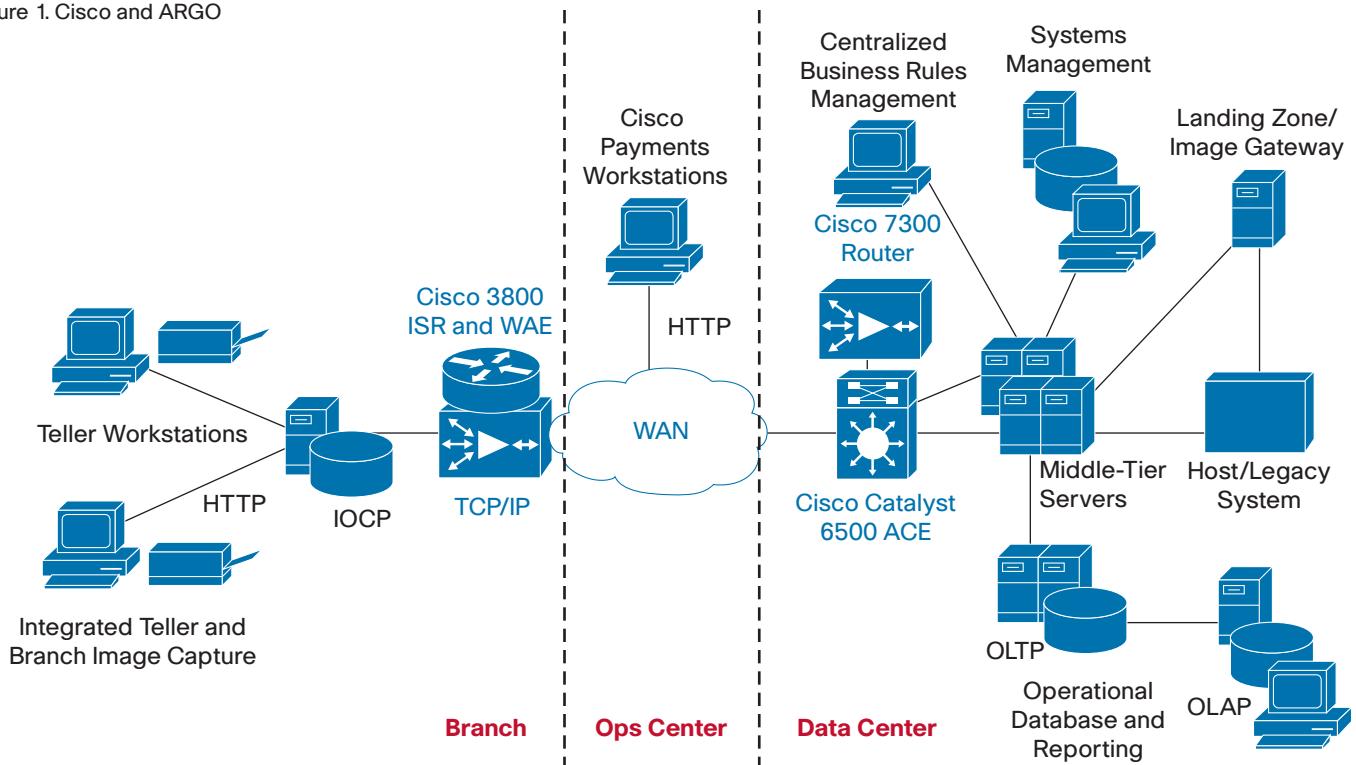 1. Cisco and ARGO
Centralized
Business Rules
Management
Systems
Management
Landing Zone/
Image Gateway
Cisco
Payments
Workstations
Cisco 7300
Router
Cisco 3800
ISR and WAE
HTTP
Teller Workstations
WAN
HTTP
IOCP
TCP/IP
Cisco Catalyst
6500 ACE
Middle-Tier
Servers
Host/Legacy
System
Integrated Teller and
Branch Image Capture
OLTP
Operational
Database and
Reporting
OLAP
Branch
Ops Center
Data Center